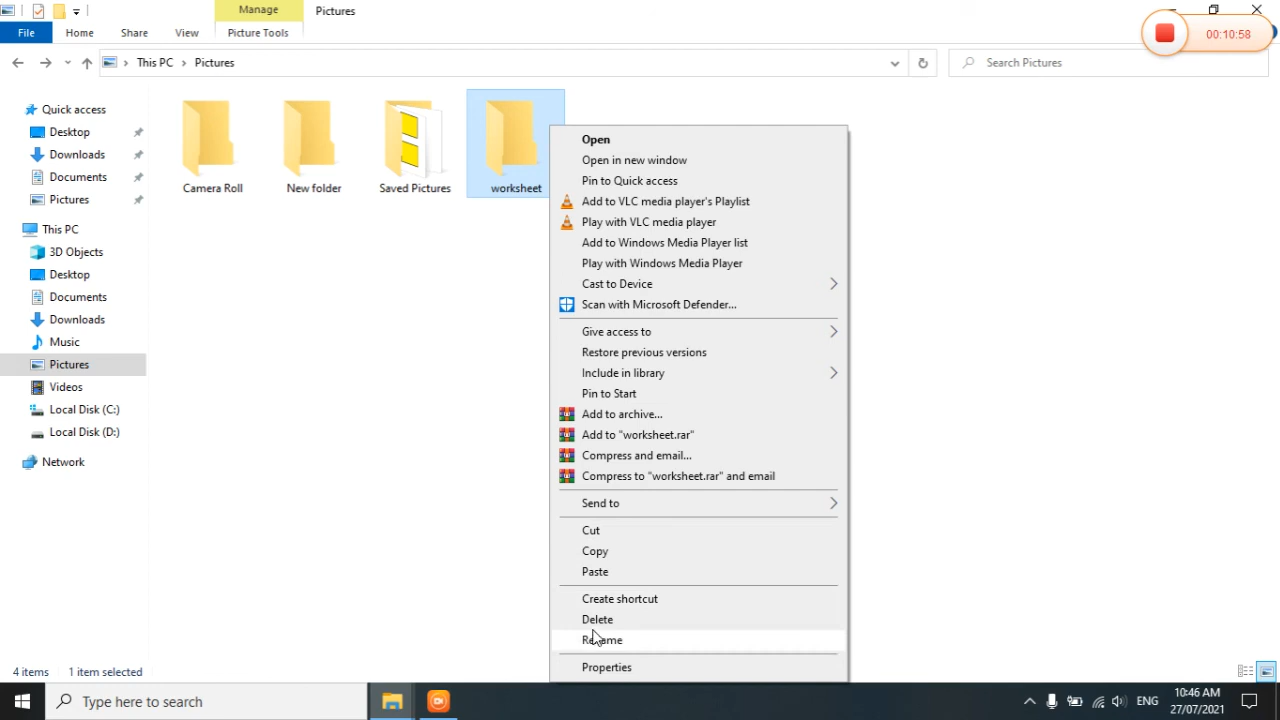 Manage
Pictures
File
Home
Share
View
Picture Tools
00:10:58
This PC
Pictures
Search Pictures
Quick access
Desktop
Downloads
Documents
Pictures
This PC
3D Objects
Desktop
Documents
Downloads
Music
Pictures
Videos
Local Disk (C:)
Local Disk (D:)
Network
Camera Roll
New folder
Saved Pictures
worksheet
Open
Open in new window
Pin to Quick access
Add to VLC media player's Playlist
Play with VLC media player
Add to Windows Media Player list
Play with Windows Media Player
Cast to Device
Scan with Microsoft Defender...
Give access to
Restore previous versions
Include in library
Pin to Start
Add to archive...
Add to "worksheet.rar"
Compress and email...
Compress to "worksheet.rar" and email
Send to
Cut
Copy
Paste
Create shortcut
Delete
Rename
Properties
4 items
1 item selected
Type here to search
ENG
10:46 AM
27/07/2021